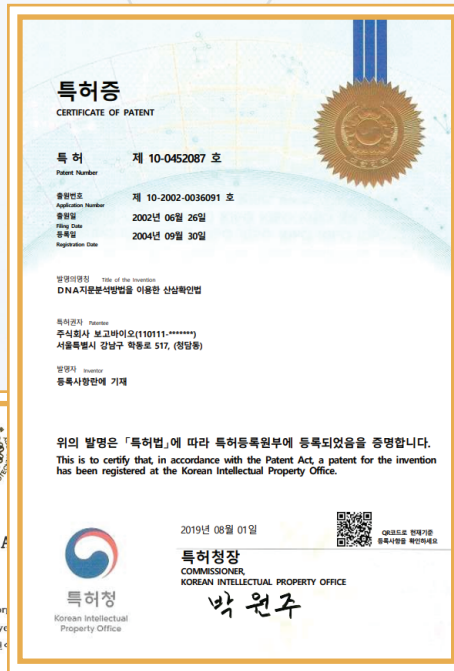 특허증
CERTIFICATE OF PATENT
특 허 제 10-0452087 호
Patent Number
출원번호 제 10-2002-0036091 호
Application Number
출원일 2002년 06월 26일
Filing Date
등록일 2004년 09월 30일
Registration Date
발명의명칭 Title of the Invention
DNA지문분석방법을 이용한 산삼확인법
특허권자 Patentee
주식회사 보고바이오(110111-*******)
서울특별시 강남구 학동로 517, (청담동)
발명자 Inventor
등록사항란에 기재
위의 발명은 「특허법」에 따라 특허등록원부에 등록되었음을 증명합니다.
This is to certify that, in accordance with the Patent Act, a patent for the invention
has been registered at the Korean Intellectual Property Office.
2019년 08월 01일
QR코드로 현재기준
등록사항을 확인하세요
특허청장
COMMISSIONER,
KOREAN INTELLECTUAL PROPERTY OFFICE
박원주
특허청
Korean Intellectual
Property Office